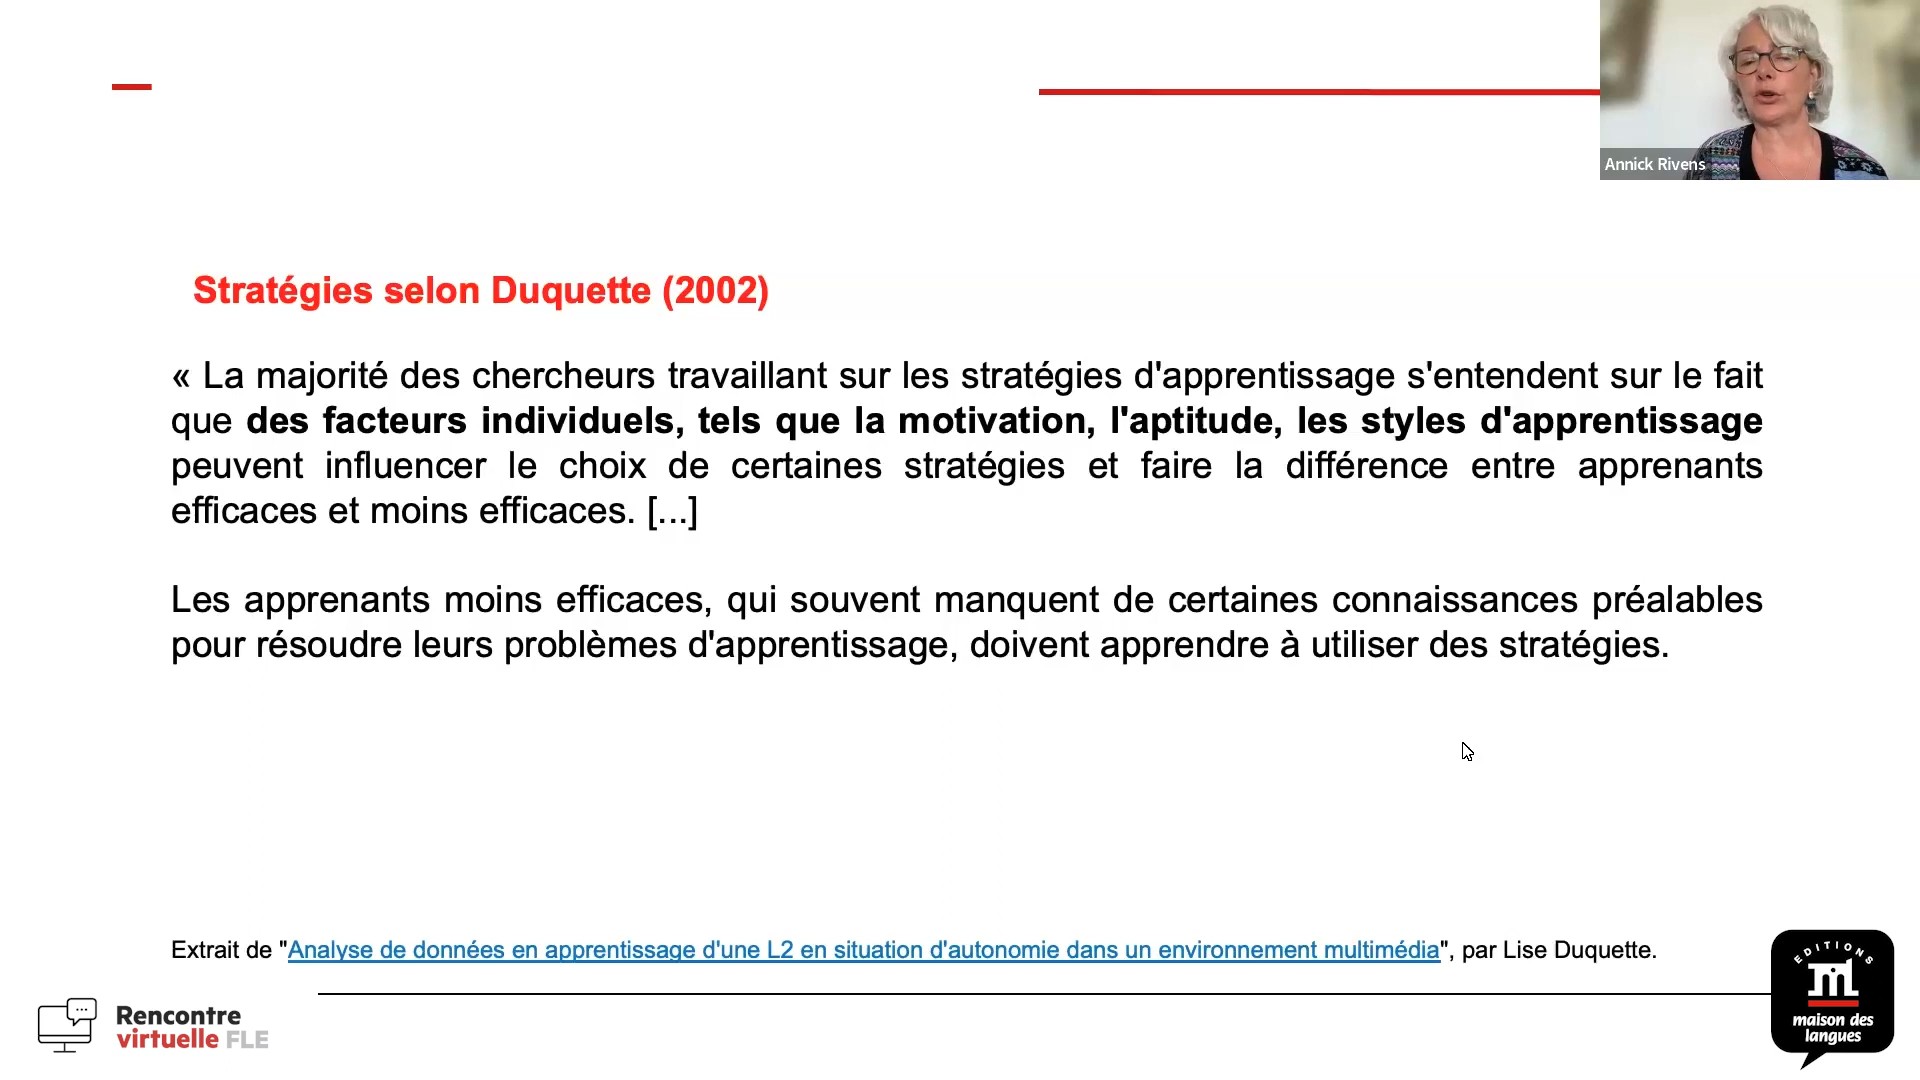 Annick Rivens
Stratégies selon Duquette (2002)
« La majorité des chercheurs travaillant sur les stratégies d'apprentissage s'entendent sur le fait
que des facteurs individuels, tels que la motivation, l'aptitude, les styles d'apprentissage
peuvent influencer le choix de certaines stratégies et faire la différence entre apprenants
efficaces et moins efficaces. [...]
Les apprenants moins efficaces, qui souvent manquent de certaines connaissances préalables
pour résoudre leurs problèmes d'apprentissage, doivent apprendre à utiliser des stratégies.
Extrait de "Analyse de données en apprentissage d'une L2 en situation d'autonomie dans un environnement multimédia", par Lise Duquette.
Rencontre
virtuelle FLE
EDITIONS
maison des
langues